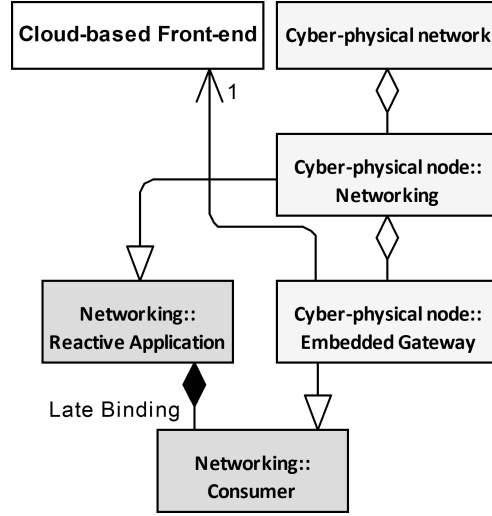 Cloud-based Front-end
Cyber-physical network
1
Cyber-physical node::
Networking
Networking::
Reactive Application
Cyber-physical node::
Embedded Gateway
Late Binding
Networking::
Consumer